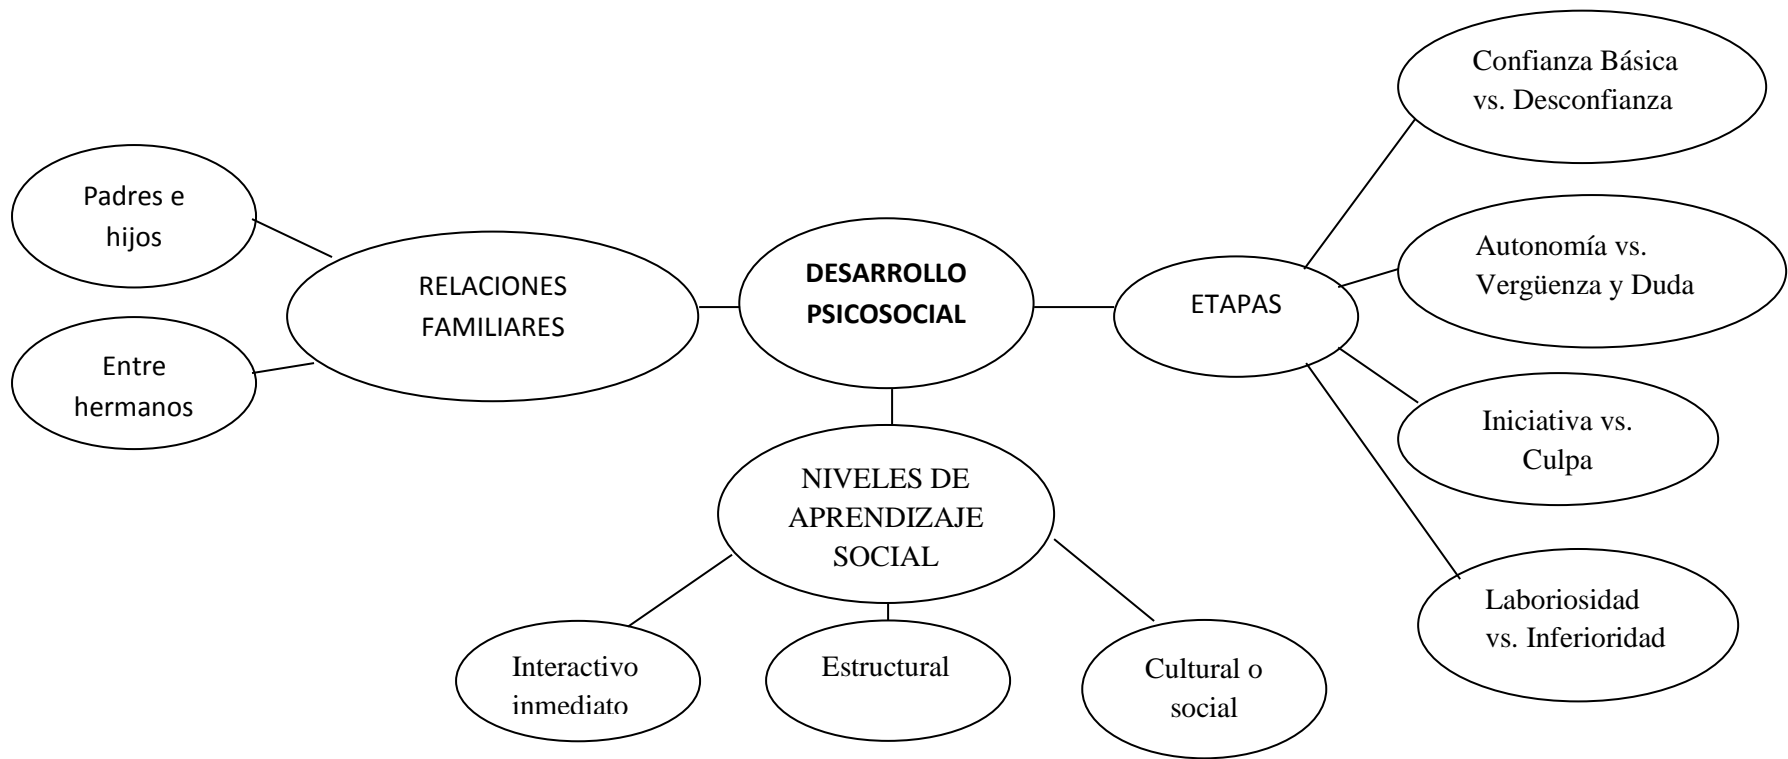 Confianza Básica
vs. Desconfianza
Padres e
hijos
Autonomía vs.
Vergüenza y Duda
DESARROLLO
PSICOSOCIAL
RELACIONES
FAMILIARES
ETAPAS
Entre
hermanos
Iniciativa vs.
Culpa
NIVELES DE
APRENDIZAJE
SOCIAL
Laboriosidad
vs. Inferioridad
Interactivo
inmediato
Estructural
Cultural o
social